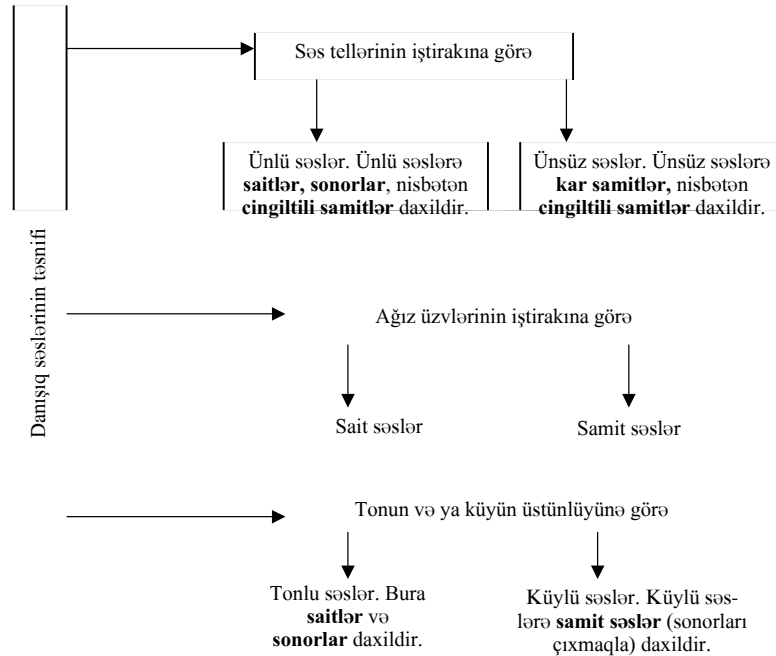 Danışıq səslərinin təsnifi
Səs tellərinin iştirakına görə
Ünlü səslər. Ünlü səslərə
saitlər, sonorlar, nisbətən
cingiltili samitlər daxildir.
Ünsüz səslər. Ünsüz səslərə
kar samitlər, nisbətən
cingiltili samitlər daxildir.
Ağız üzvlərinin iştirakına görə
Sait səslər
Samit səslər
Tonun və ya küyün üstünlüyünə görə
Tonlu səslər. Bura
saitlər və
sonorlar daxildir.
Küylü səslər. Küylü səs-
lərə samit səslər (sonorları
çıxmaqla) daxildir.